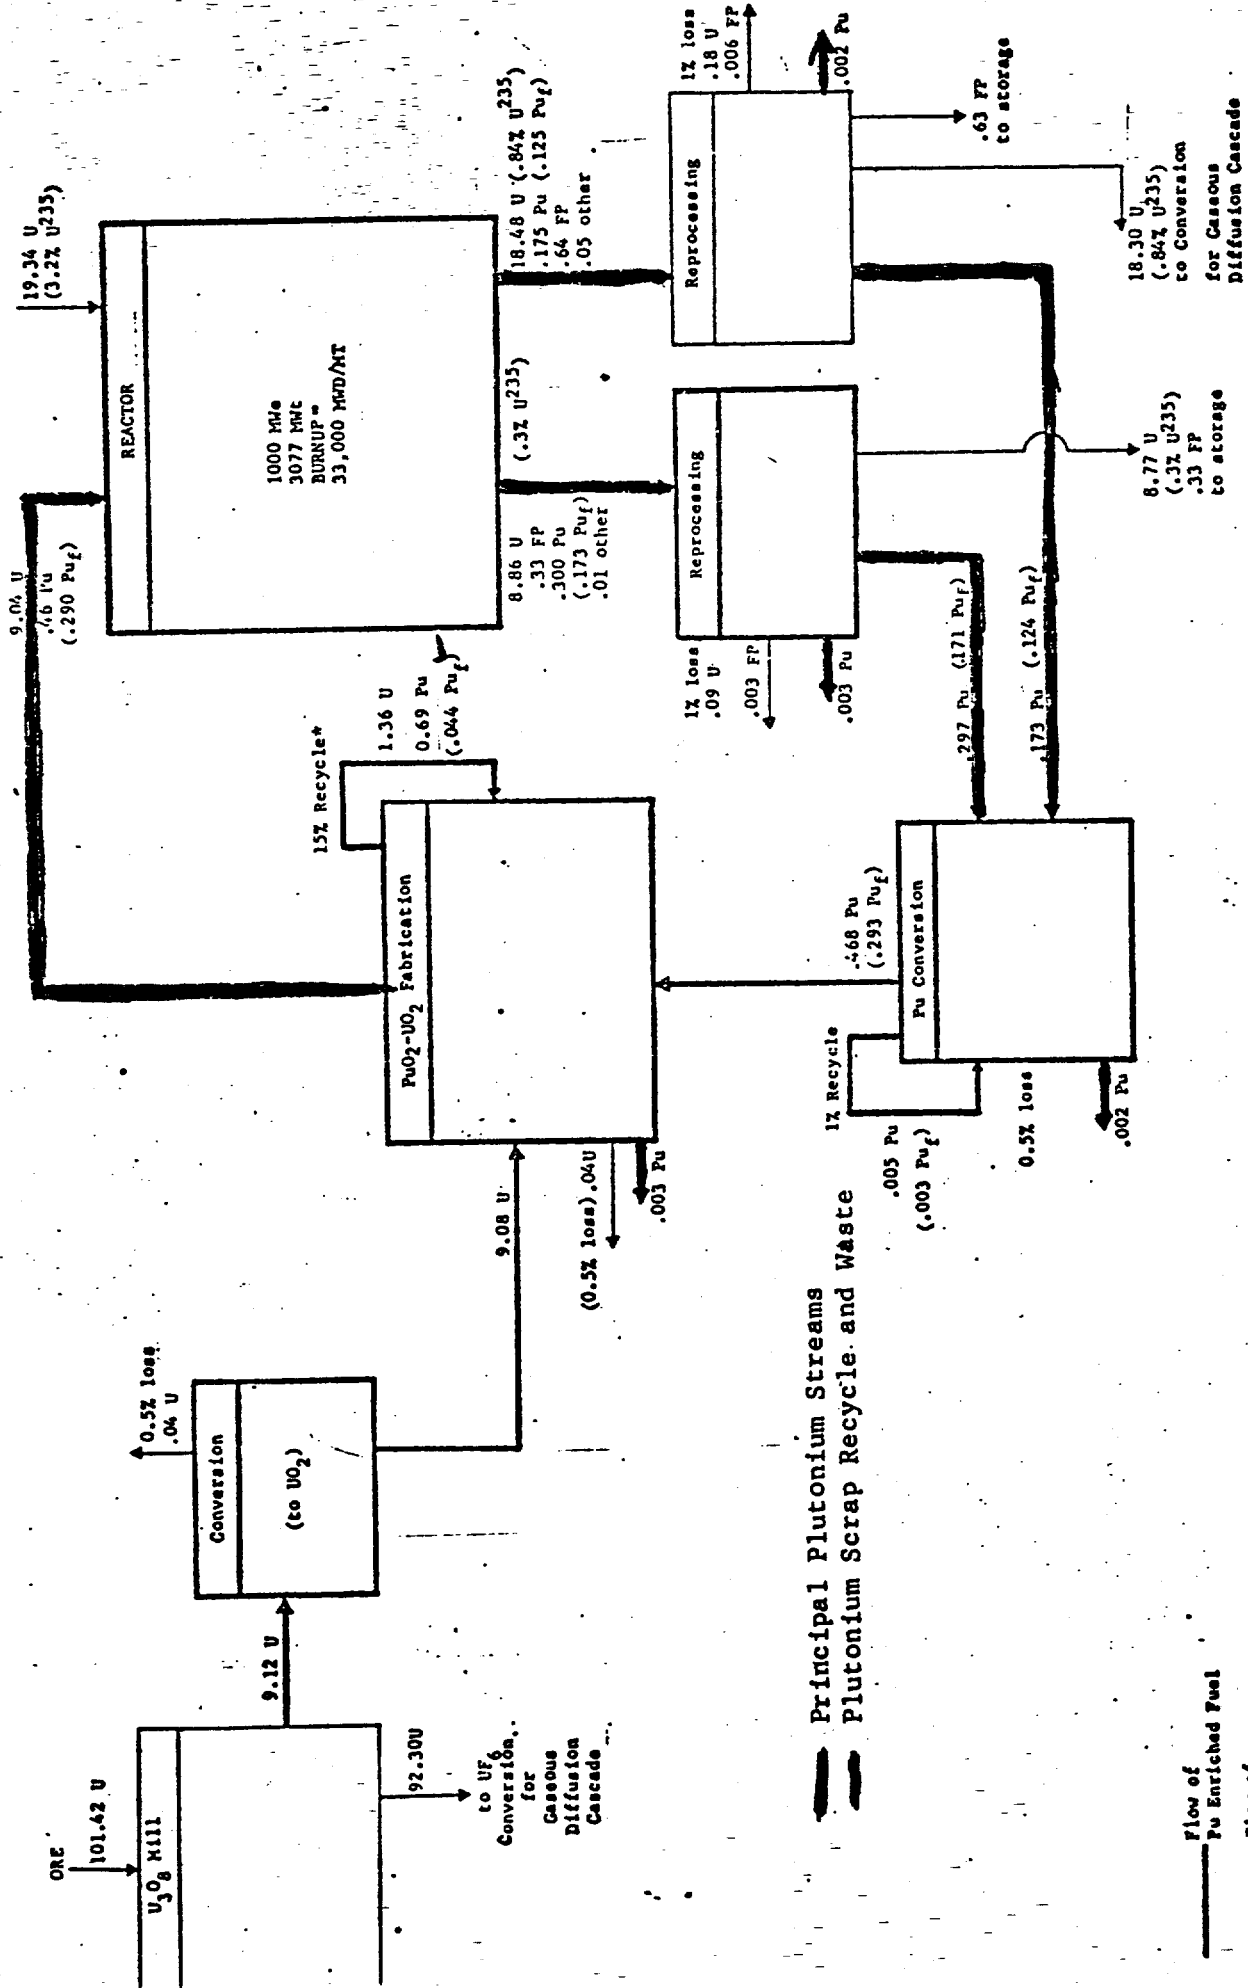 ORE
101.42 U
U3O8 Mill
92.30U
to UF6
Conversion
for
Gaseous
Diffusion
Cascade
9.12 U
Conversion
(to UO2)
0.5% loss
.04 U
9.08 U
PuO2-UO2 Fabrication
15% Recycle*
1.36 U
0.69 Pu
(.044 Puf)
(0.5% loss) .04U
.003 Pu
9.04 U
.46 Pu
(.290 Puf)
19.34 U
(3.2% U235)
REACTOR
1000 MWe
3077 MWt
BURNUP=
33,000 MWD/MT
8.86 U
.33 FP
.300 Pu
(.173 Puf)
.01 other
(.3% U235)
18.48 U (.84% U235)
.175 Pu (.125 Puf)
.64 FP
.05 other
Reprocessing
1% loss
.09 U
.003 FP
.003 Pu
8.77 U
(.3% U235)
.33 FP
to storage
Reprocessing
1% loss
.18 U
.006 FP
.002 Pu
.63 FP
to storage
18.30 U
(.84% U235)
to Conversion
for Gaseous
Diffusion Cascade
.297 Pu (.171 Puf)
.173 Pu (.124 Puf)
Pu Conversion
.468 Pu
(.293 Puf)
1% Recycle
.005 Pu
(.003 Puf)
0.5% loss
.002 Pu
Principal Plutonium Streams
Plutonium Scrap Recycle and Waste
Flow of
Pu Enriched Fuel